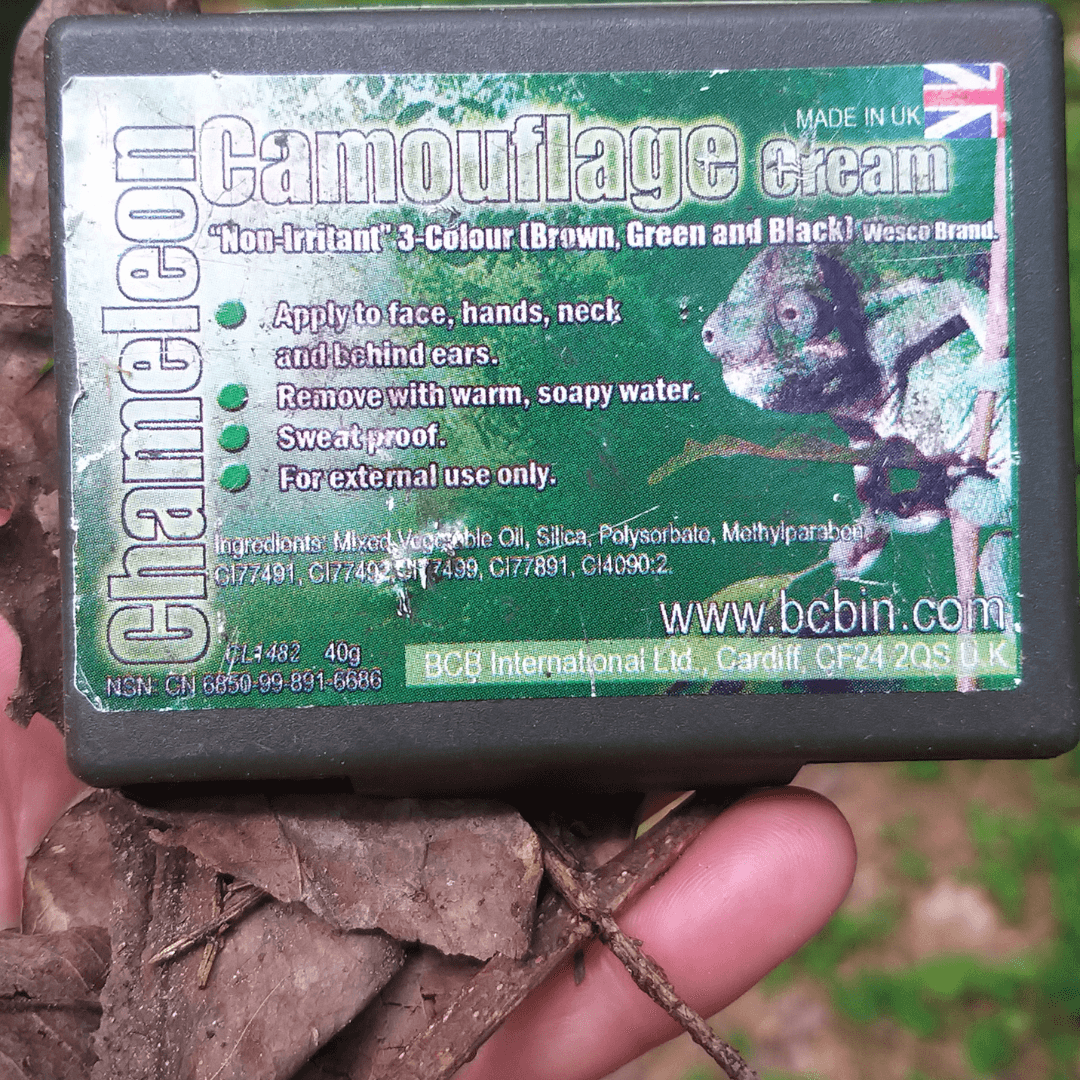 MADE IN UK
Chameleon
Camouflage Cream
"Non-Irritant" 3-Colour (Brown, Green and Black) Wesco Brand.
Apply to face, hands, neck
and behind ears.
Remove with warm, soapy water.
Sweat proof.
For external use only.
Ingredients: Mixed Vegetable Oil, Silica, Polysorbate, Methylparaben,
CI77491, CI77492, CI77499, CI77891, CI4090:2.
www.bcbin.com
CL1482 40g
BCB International Ltd., Cardiff, CF24 2QS U.K
NSN: CN 6850-99-891-6686